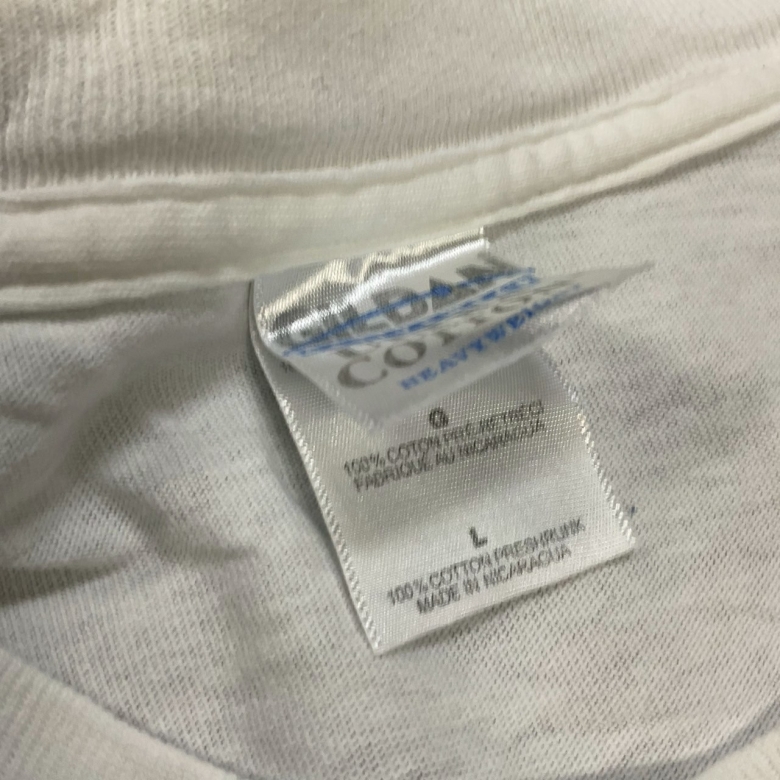 GILDAN
COTTON
HEAVYWEIGHT
G
100% COTON PRÉ-RÉTRÉCI
FABRIQUÉ AU NICARAGUA
L
100% COTTON PRESHRUNK
MADE IN NICARAGUA